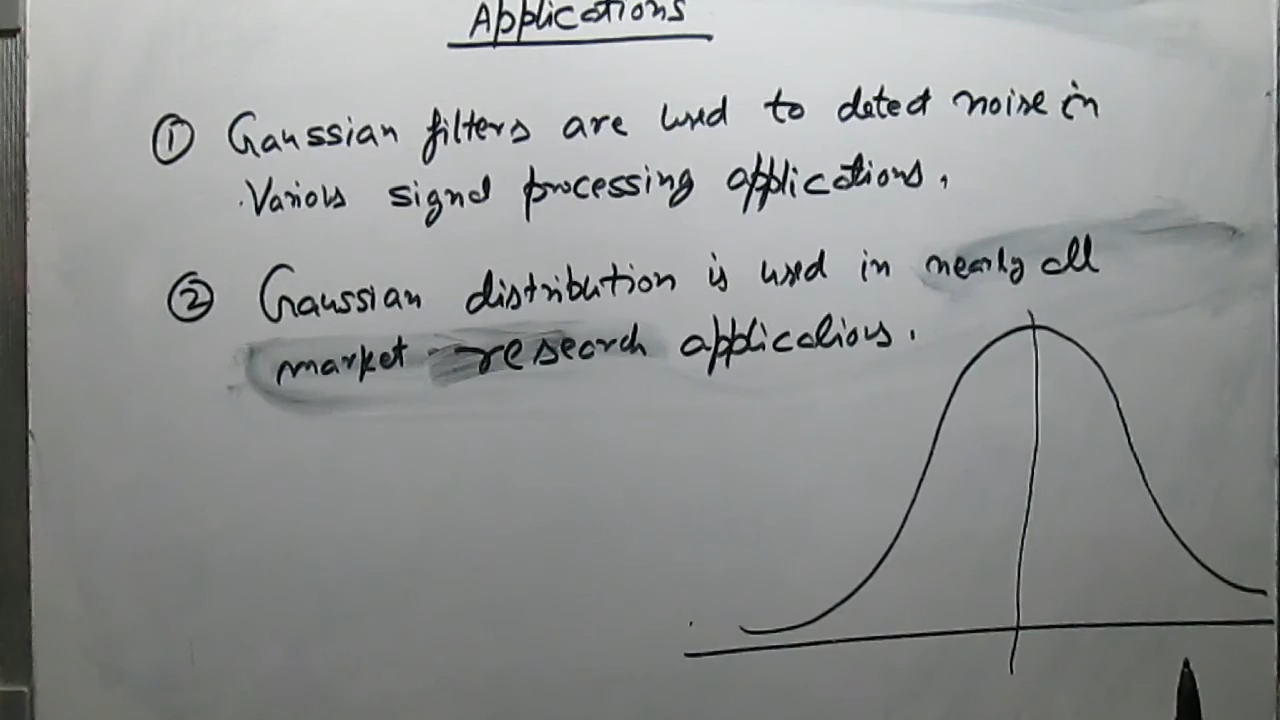 Applications
① Gaussian filters are used to detect noise in
Various signal processing applications.
② Gaussian distribution is used in nearly all
market research applications.